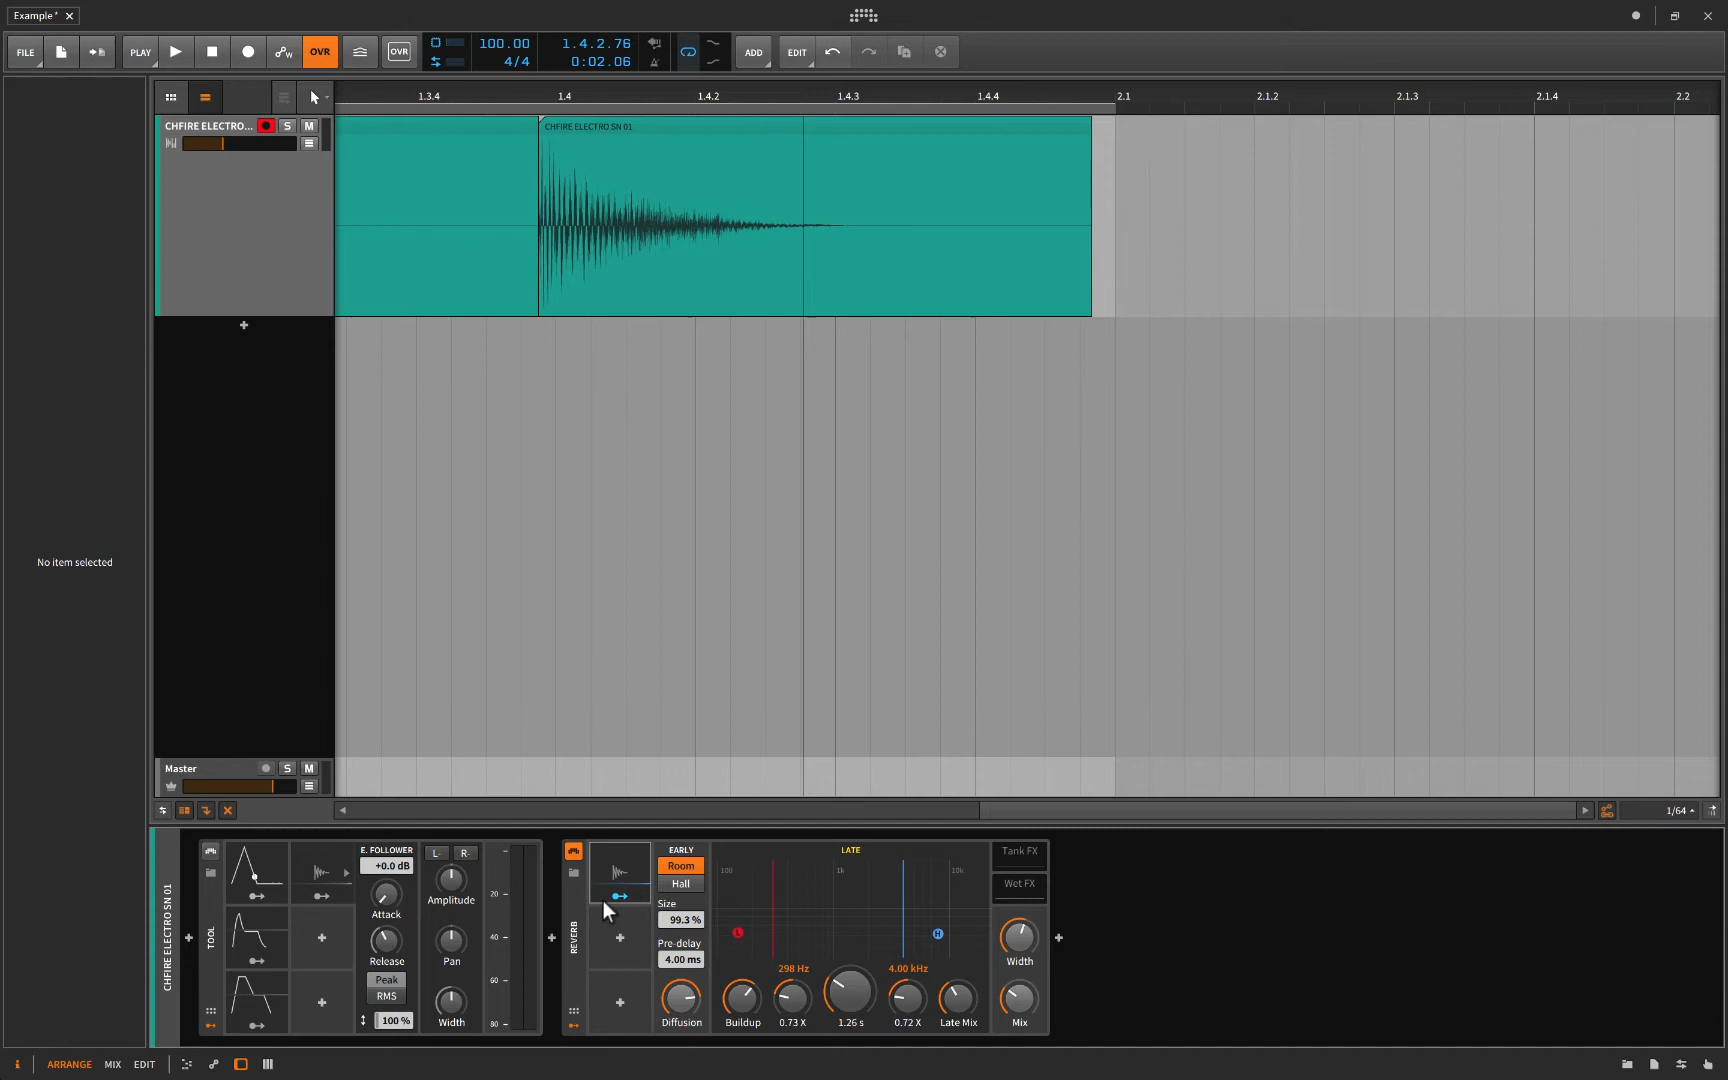 Example*
FILE
PLAY
OVR
OVR
100.00
4/4
1.4.2.76
0:02.06
ADD
EDIT
1.3.4
1.4
1.4.2
1.4.3
1.4.4
2.1
2.1.2
2.1.3
2.1.4
2.2
CHFIRE ELECTRO... S M
CHFIRE ELECTRO SN 01
No item selected
Master S M
1/64
CHFIRE ELECTRO SN 01
TOOL
E. FOLLOWER
+0.0 dB
Attack
Release
Peak
RMS
100 %
L- R-
Amplitude
Pan
Width
20
40
60
80
REVERB
EARLY
Room
Hall
Size
99.3 %
Pre-delay
4.00 ms
Diffusion
LATE
100 1k 10k
L H
298 Hz 4.00 kHz
Buildup 0.73 X 1.26 s 0.72 X Late Mix
Tank FX
Wet FX
Width
Mix
i ARRANGE MIX EDIT